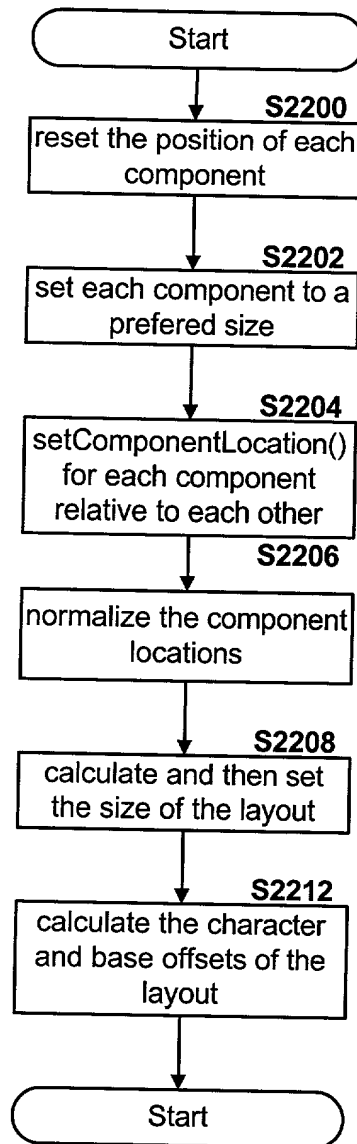 Start
S2200
reset the position of each
component
S2202
set each component to a
prefered size
S2204
setComponentLocation()
for each component
relative to each other
S2206
normalize the component
locations
S2208
calculate and then set
the size of the layout
S2212
calculate the character
and base offsets of the
layout
Start